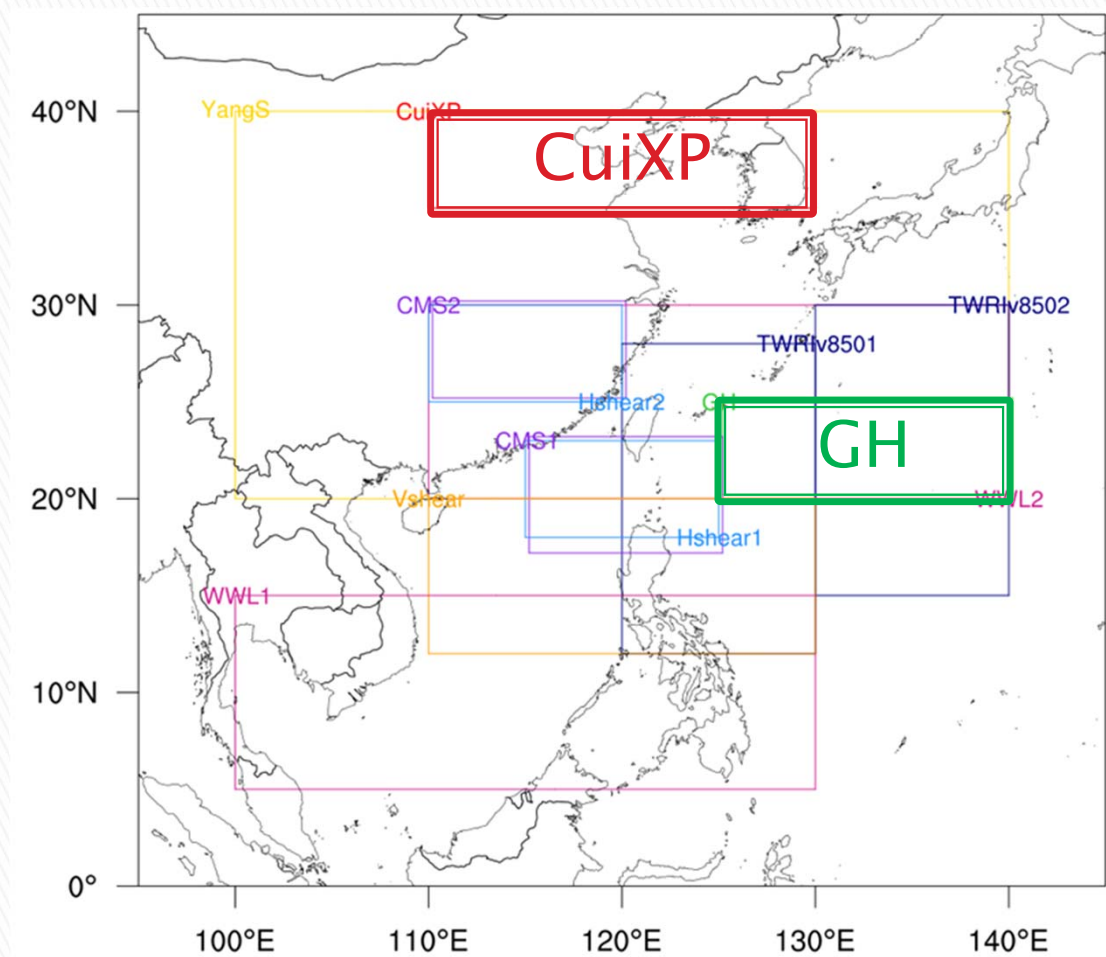 40°N
YangS
CuiXP
CuiXP
30°N
CMS2
TWRIv8502
TWRIv8501
Hshear2
GH
GH
CMS1
20°N
Vshear
WWL2
Hshear1
WWL1
10°N
0°
100°E
110°E
120°E
130°E
140°E